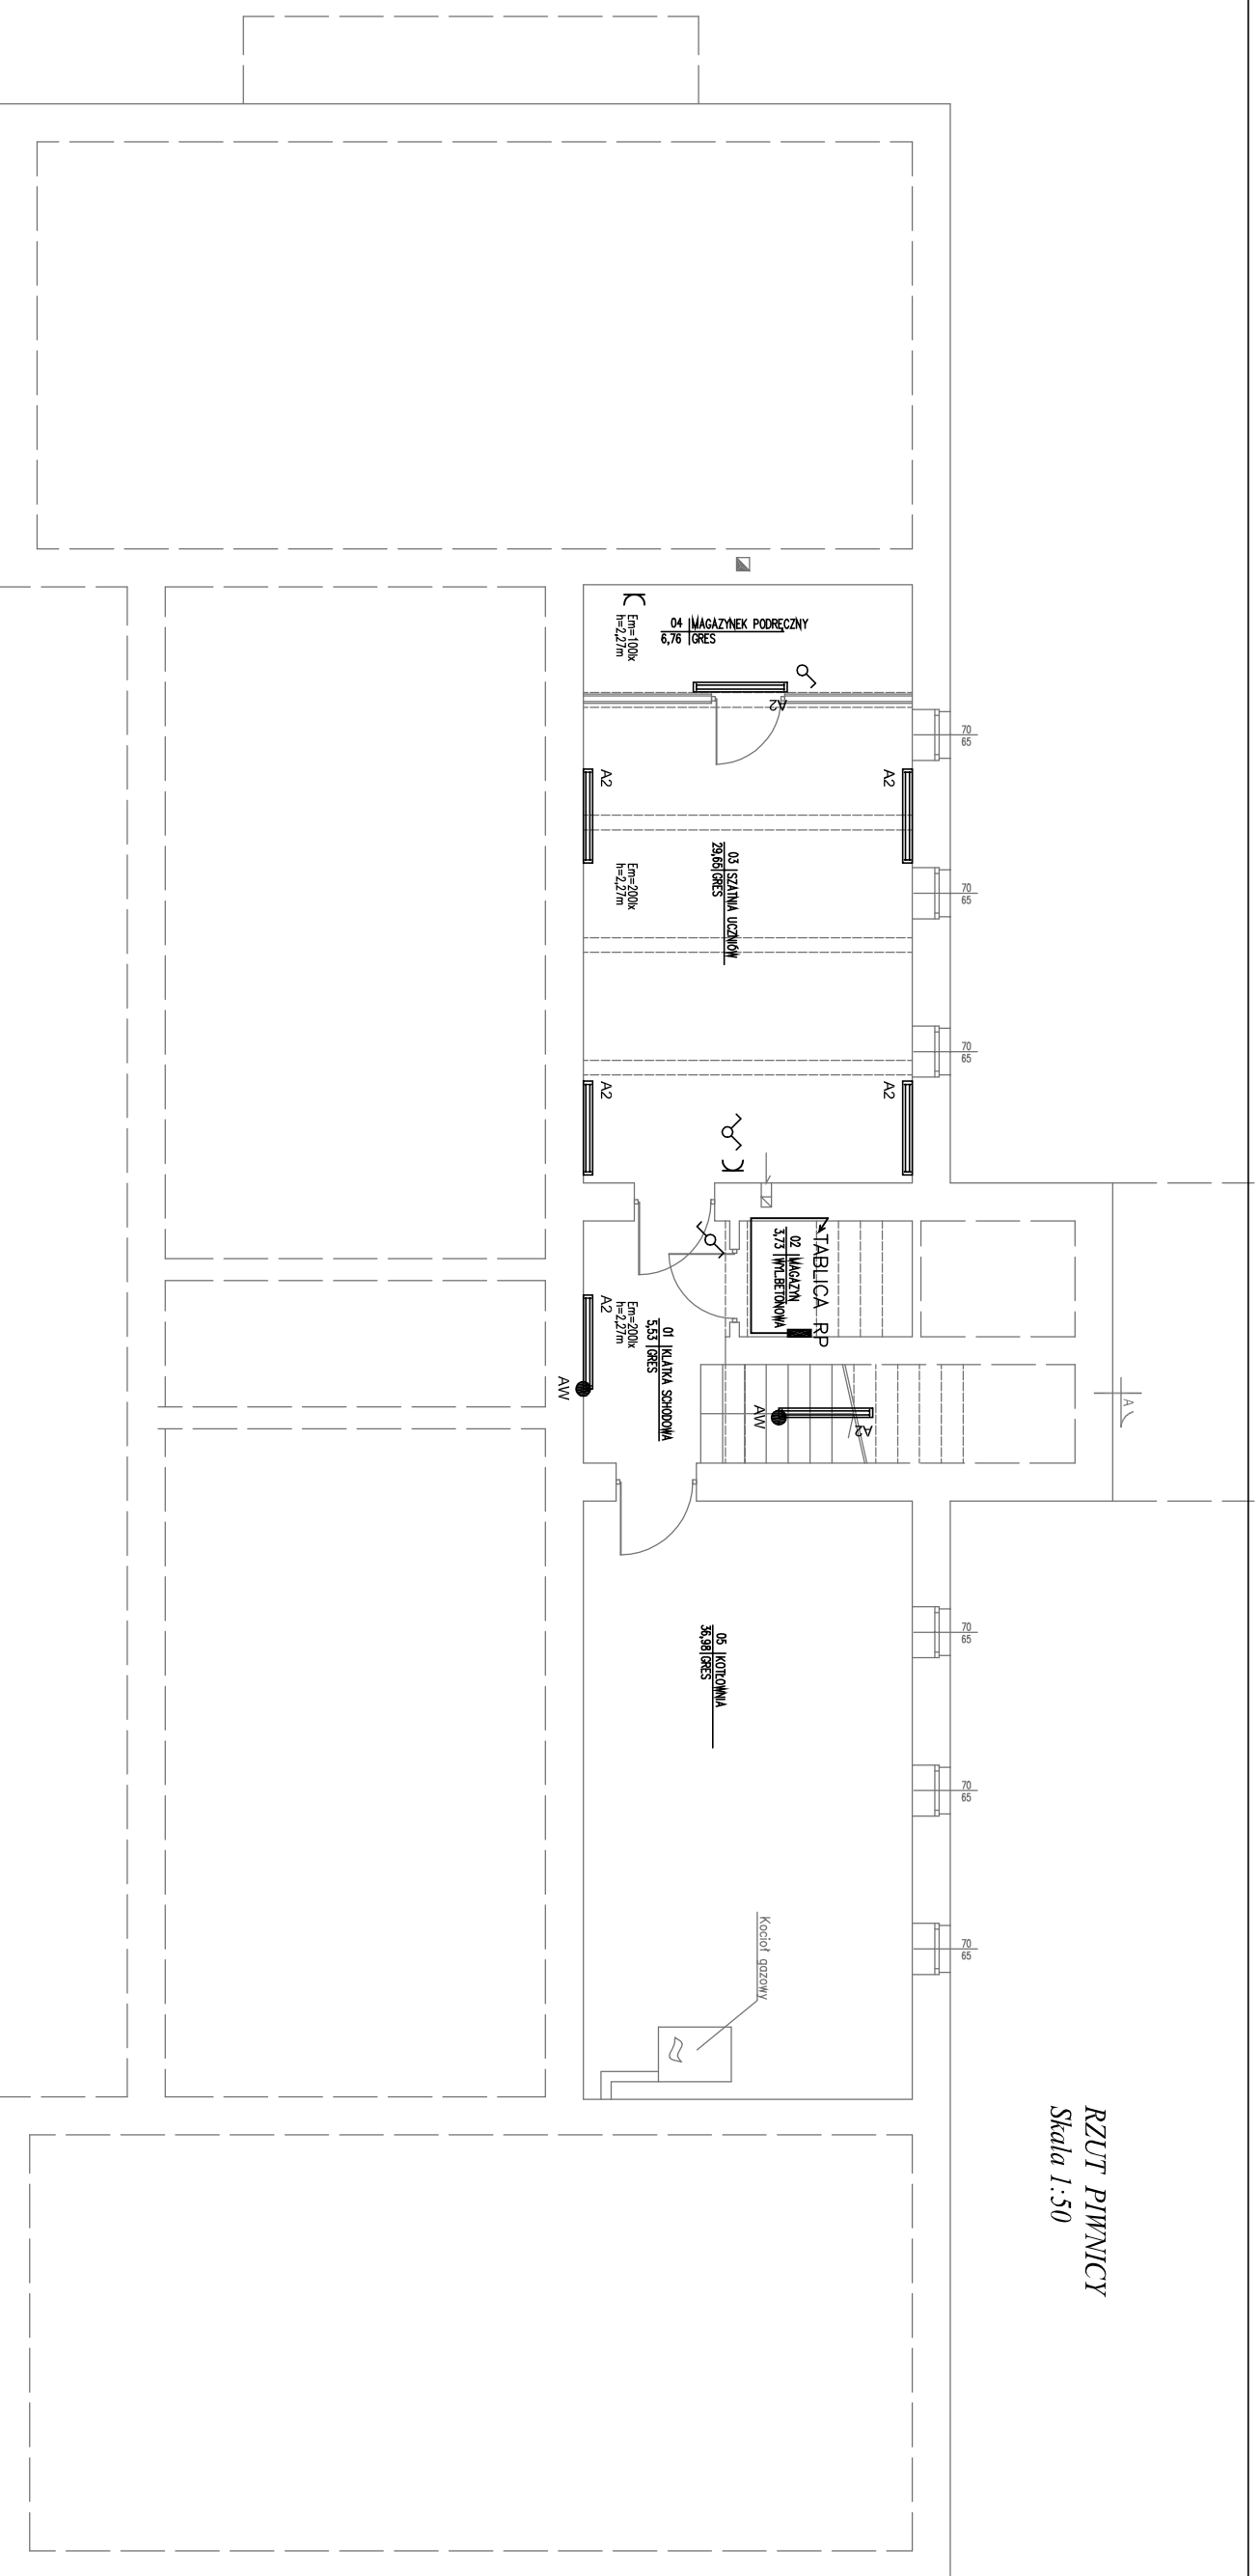 RZUT PIWNICY
Skala 1:50
04 MAGAZYNEK PODRĘCZNY
6,76 GRES
Em=100lx
h=2,27m
A2
70
65
A2
A2
70
65
03 SZATNIA UCZNIÓW
29,65 GRES
Em=200lx
h=2,27m
70
65
A2
A2
TABLICA RP
02 MAGAZYN
3,73 WYL.BETONOWA
01 KLATKA SCHODOWA
5,53 GRES
Em=200lx
h=2,27m
A2
AW
AW
A2
A
05 KOTŁOWNIA
36,98 GRES
70
65
70
65
70
65
Kocioł gazowy